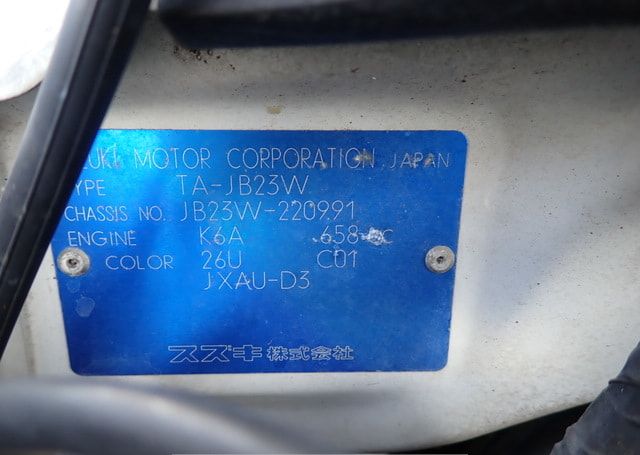 MOTOR CORPORATION JAPAN
TYPE TA-JB23W
CHASSIS NO. JB23W-220991
ENGINE K6A 658 cc
COLOR 26U C01
JXAU-D3
スズキ株式会社